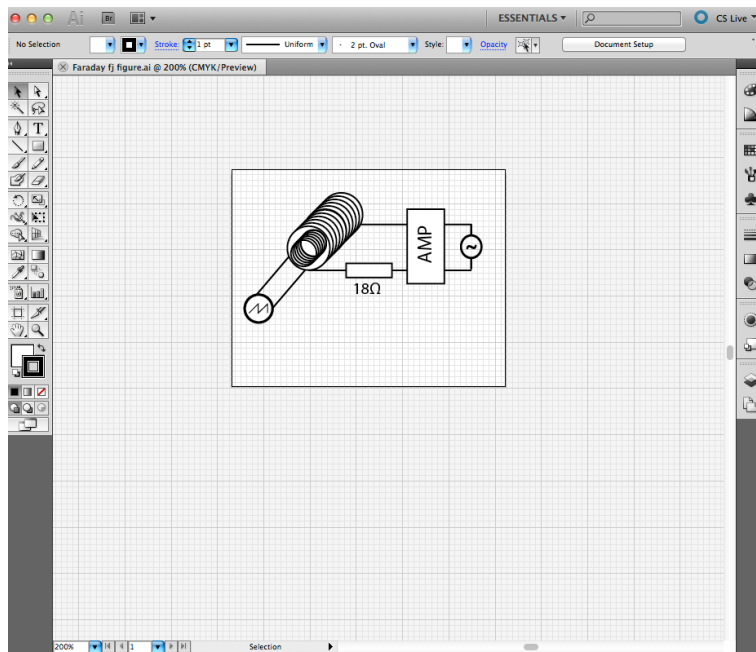 Ai Br ESSENTIALS CS Live
No Selection Stroke: 1 pt Uniform 2 pt. Oval Style: Opacity Document Setup
Faraday fj figure.ai @ 200% (CMYK/Preview)
T
AMP
~
18Ω
200% 1 Selection